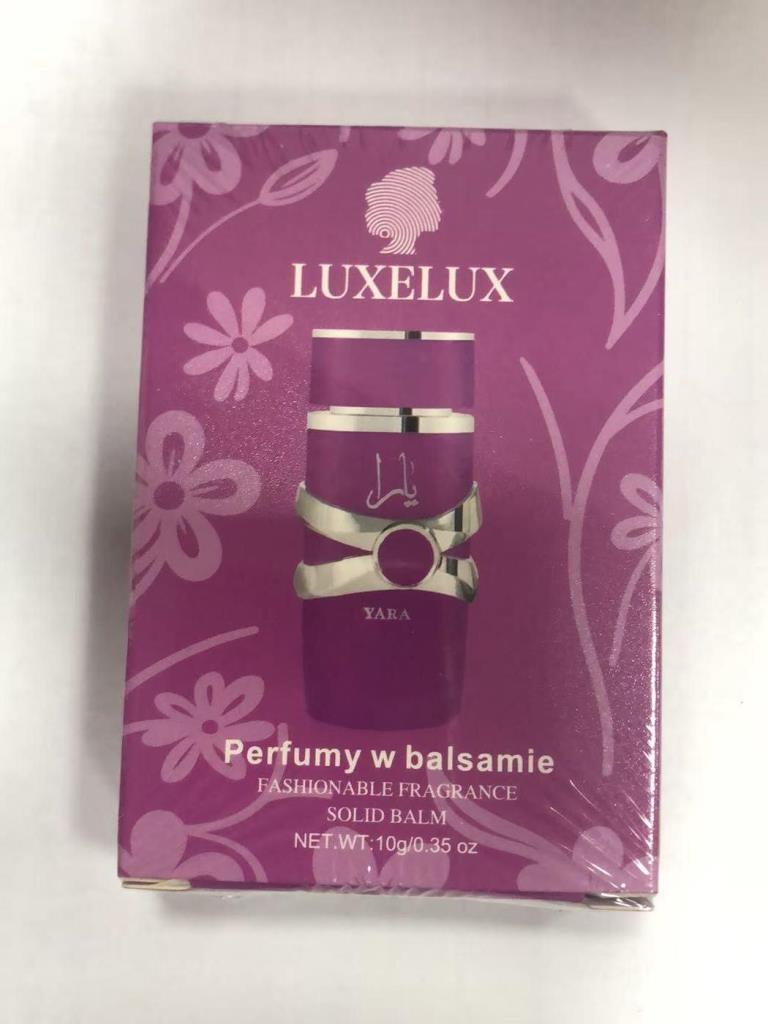 LUXELUX
يارا
YARA
Perfumy w balsamie
FASHIONABLE FRAGRANCE
SOLID BALM
NET.WT:10g/0.35 oz